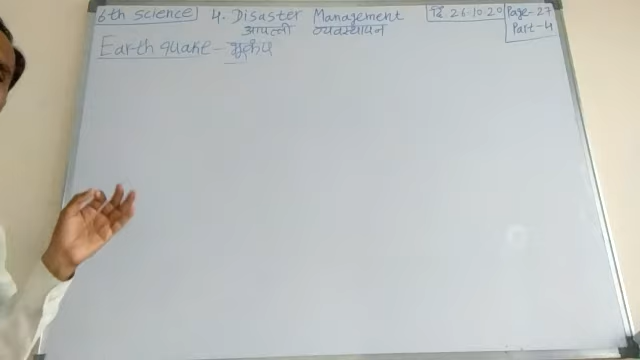 6th science 4. Disaster Management दि 26.10.20 Page-27
आपत्ती व्यवस्थापन Part-4
Earth quake - भूकंप